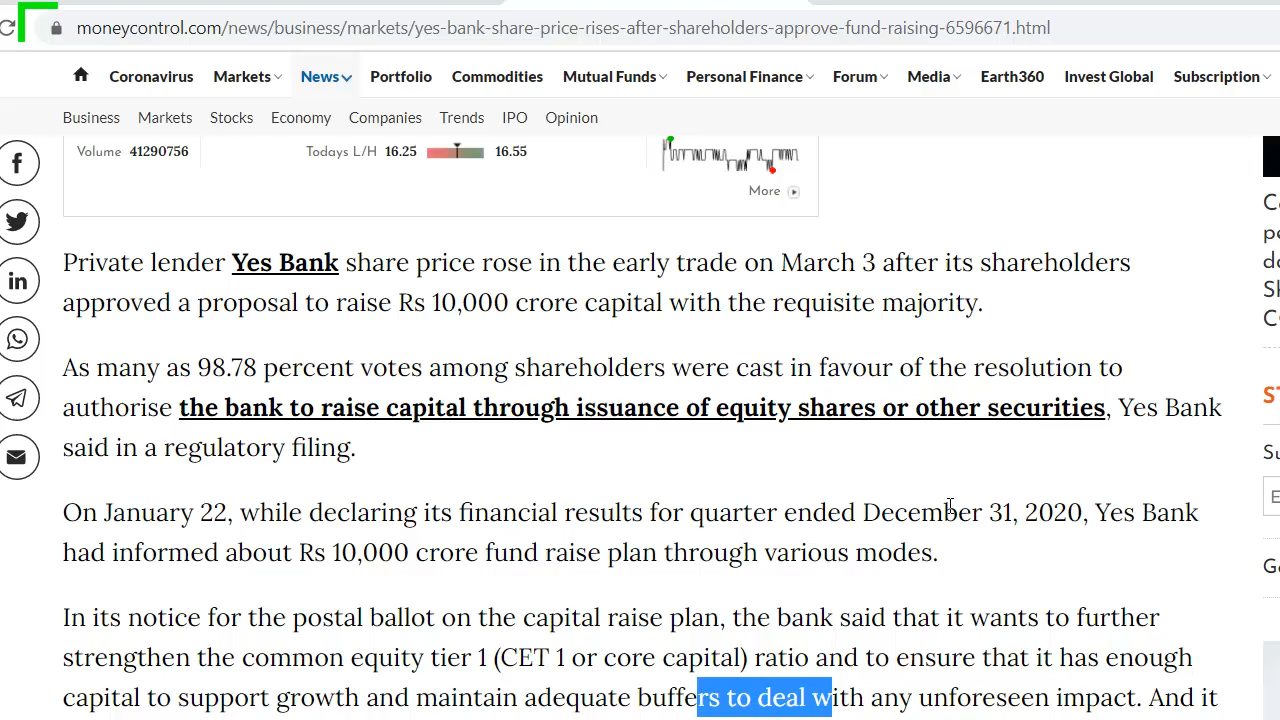 moneycontrol.com/news/business/markets/yes-bank-share-price-rises-after-shareholders-approve-fund-raising-6596671.html
Coronavirus Markets News Portfolio Commodities Mutual Funds Personal Finance Forum Media Earth360 Invest Global Subscription
Business Markets Stocks Economy Companies Trends IPO Opinion
Volume 41290756 Todays L/H 16.25 16.55
More
Private lender Yes Bank share price rose in the early trade on March 3 after its shareholders
approved a proposal to raise Rs 10,000 crore capital with the requisite majority.
As many as 98.78 percent votes among shareholders were cast in favour of the resolution to
authorise the bank to raise capital through issuance of equity shares or other securities, Yes Bank
said in a regulatory filing.
On January 22, while declaring its financial results for quarter ended December 31, 2020, Yes Bank
had informed about Rs 10,000 crore fund raise plan through various modes.
In its notice for the postal ballot on the capital raise plan, the bank said that it wants to further
strengthen the common equity tier 1 (CET 1 or core capital) ratio and to ensure that it has enough
capital to support growth and maintain adequate buffers to deal with any unforeseen impact. And it